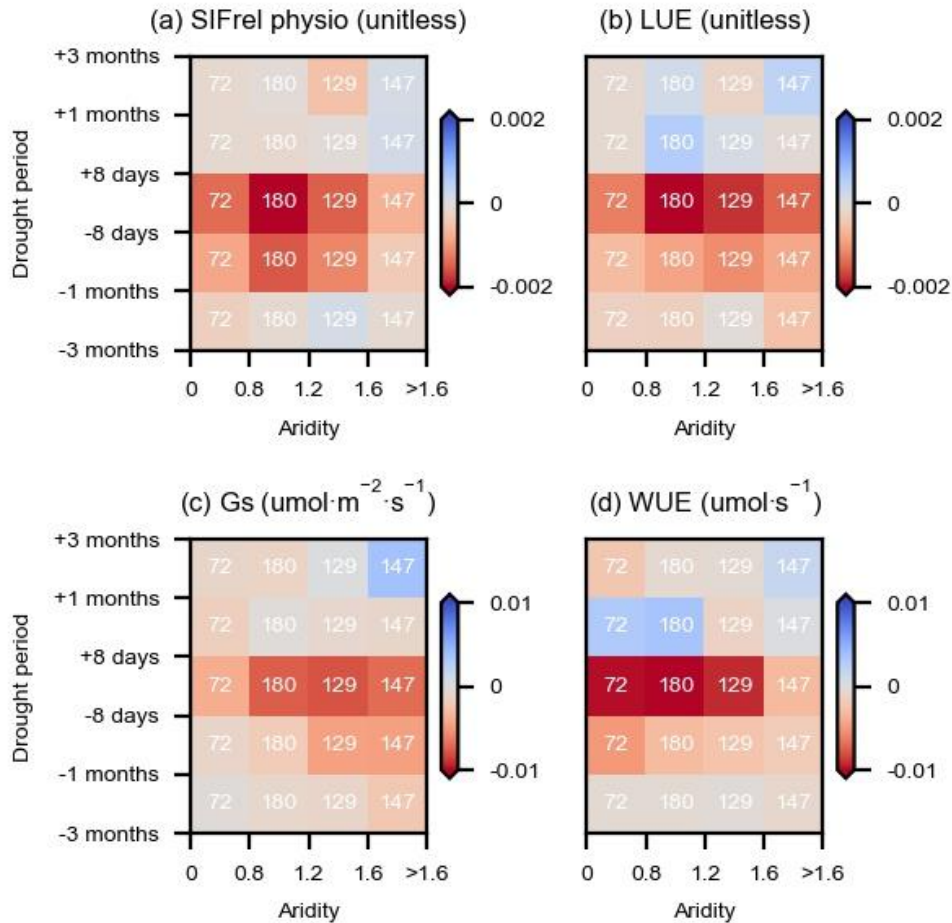 (a) SIFrel physio (unitless)
(b) LUE (unitless)
Drought period
+3 months
+1 months
+8 days
-8 days
-1 months
-3 months
72 180 129 147
72 180 129 147
72 180 129 147
72 180 129 147
72 180 129 147
0 0.8 1.2 1.6 >1.6
Aridity
0.002
0
-0.002
72 180 129 147
72 180 129 147
72 180 129 147
72 180 129 147
72 180 129 147
0 0.8 1.2 1.6 >1.6
Aridity
0.002
0
-0.002
(c) Gs (umol·m⁻²·s⁻¹)
(d) WUE (umol·s⁻¹)
Drought period
+3 months
+1 months
+8 days
-8 days
-1 months
-3 months
72 180 129 147
72 180 129 147
72 180 129 147
72 180 129 147
72 180 129 147
0 0.8 1.2 1.6 >1.6
Aridity
0.01
0
-0.01
72 180 129 147
72 180 129 147
72 180 129 147
72 180 129 147
72 180 129 147
0 0.8 1.2 1.6 >1.6
Aridity
0.01
0
-0.01